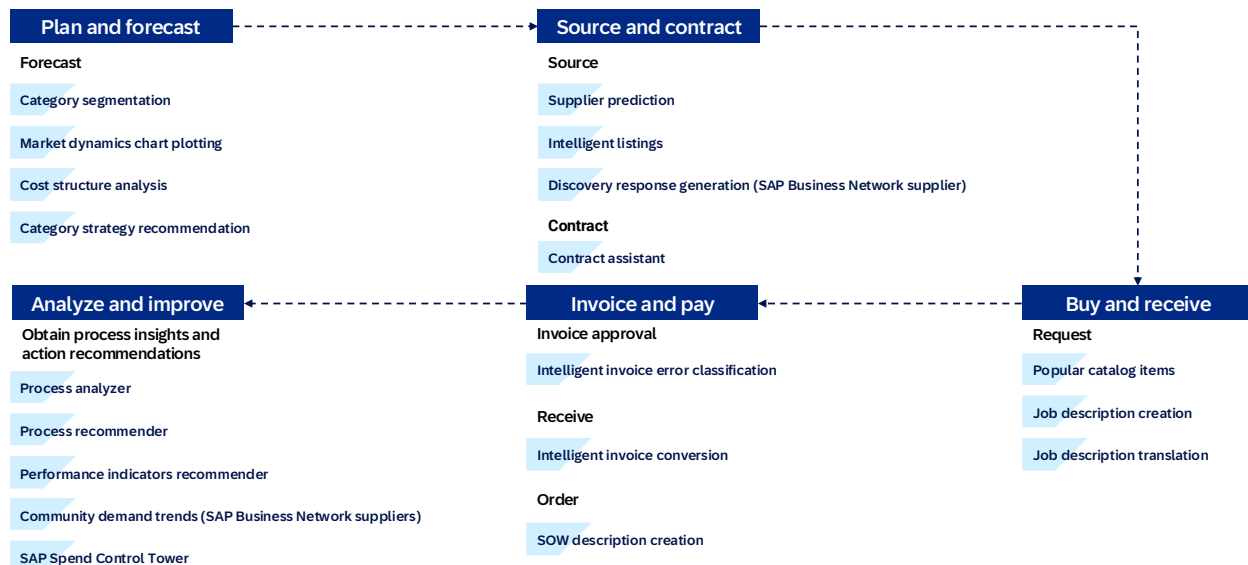 Plan and forecast
Forecast
Category segmentation
Market dynamics chart plotting
Cost structure analysis
Category strategy recommendation
Source and contract
Source
Supplier prediction
Intelligent listings
Discovery response generation (SAP Business Network supplier)
Contract
Contract assistant
Buy and receive
Request
Popular catalog items
Job description creation
Job description translation
Invoice and pay
Invoice approval
Intelligent invoice error classification
Receive
Intelligent invoice conversion
Order
SOW description creation
Analyze and improve
Obtain process insights and
action recommendations
Process analyzer
Process recommender
Performance indicators recommender
Community demand trends (SAP Business Network suppliers)
SAP Spend Control Tower